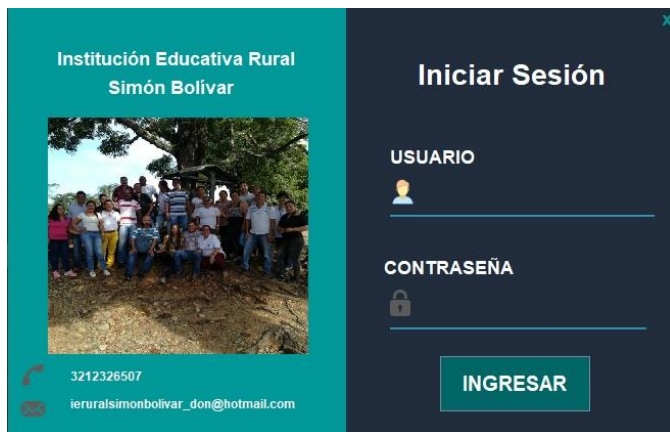 Institución Educativa Rural
Simón Bolívar
3212326507
ieruralsimonbolivar_don@hotmail.com
x
Iniciar Sesión
USUARIO
CONTRASEÑA
INGRESAR